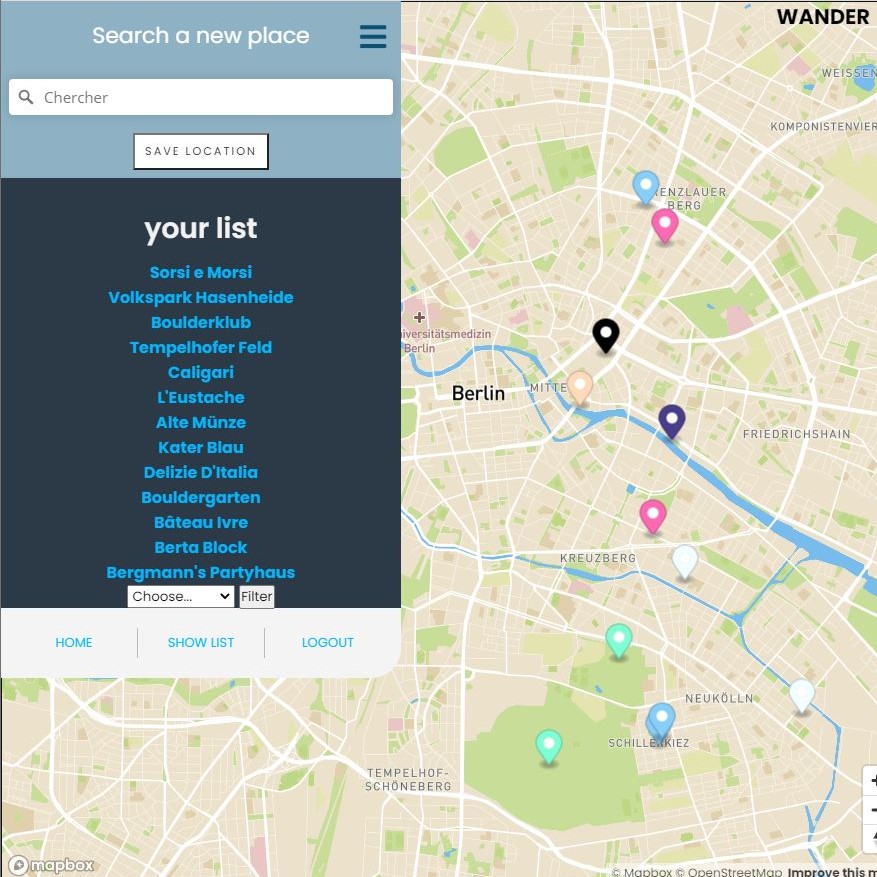 Search a new place
Chercher
SAVE LOCATION
your list
Sorsi e Morsi
Volkspark Hasenheide
Boulderklub
Tempelhofer Feld
Caligari
L'Eustache
Alte Münze
Kater Blau
Delizie D'Italia
Bouldergarten
Bâteau Ivre
Berta Block
Bergmann's Partyhaus
Choose...
Filter
HOME
SHOW LIST
LOGOUT
WANDER
WEISSEN
KOMPONISTENVIER
ENZLAUER
BERG
iversitätsmedizin
Berlin
MITTE
Berlin
FRIEDRICHSHAIN
KREUZBERG
NEUKÖLLN
SCHILLERKIEZ
TEMPELHOF-
SCHÖNEBERG
mapbox
© Mapbox © OpenStreetMap Improve this m